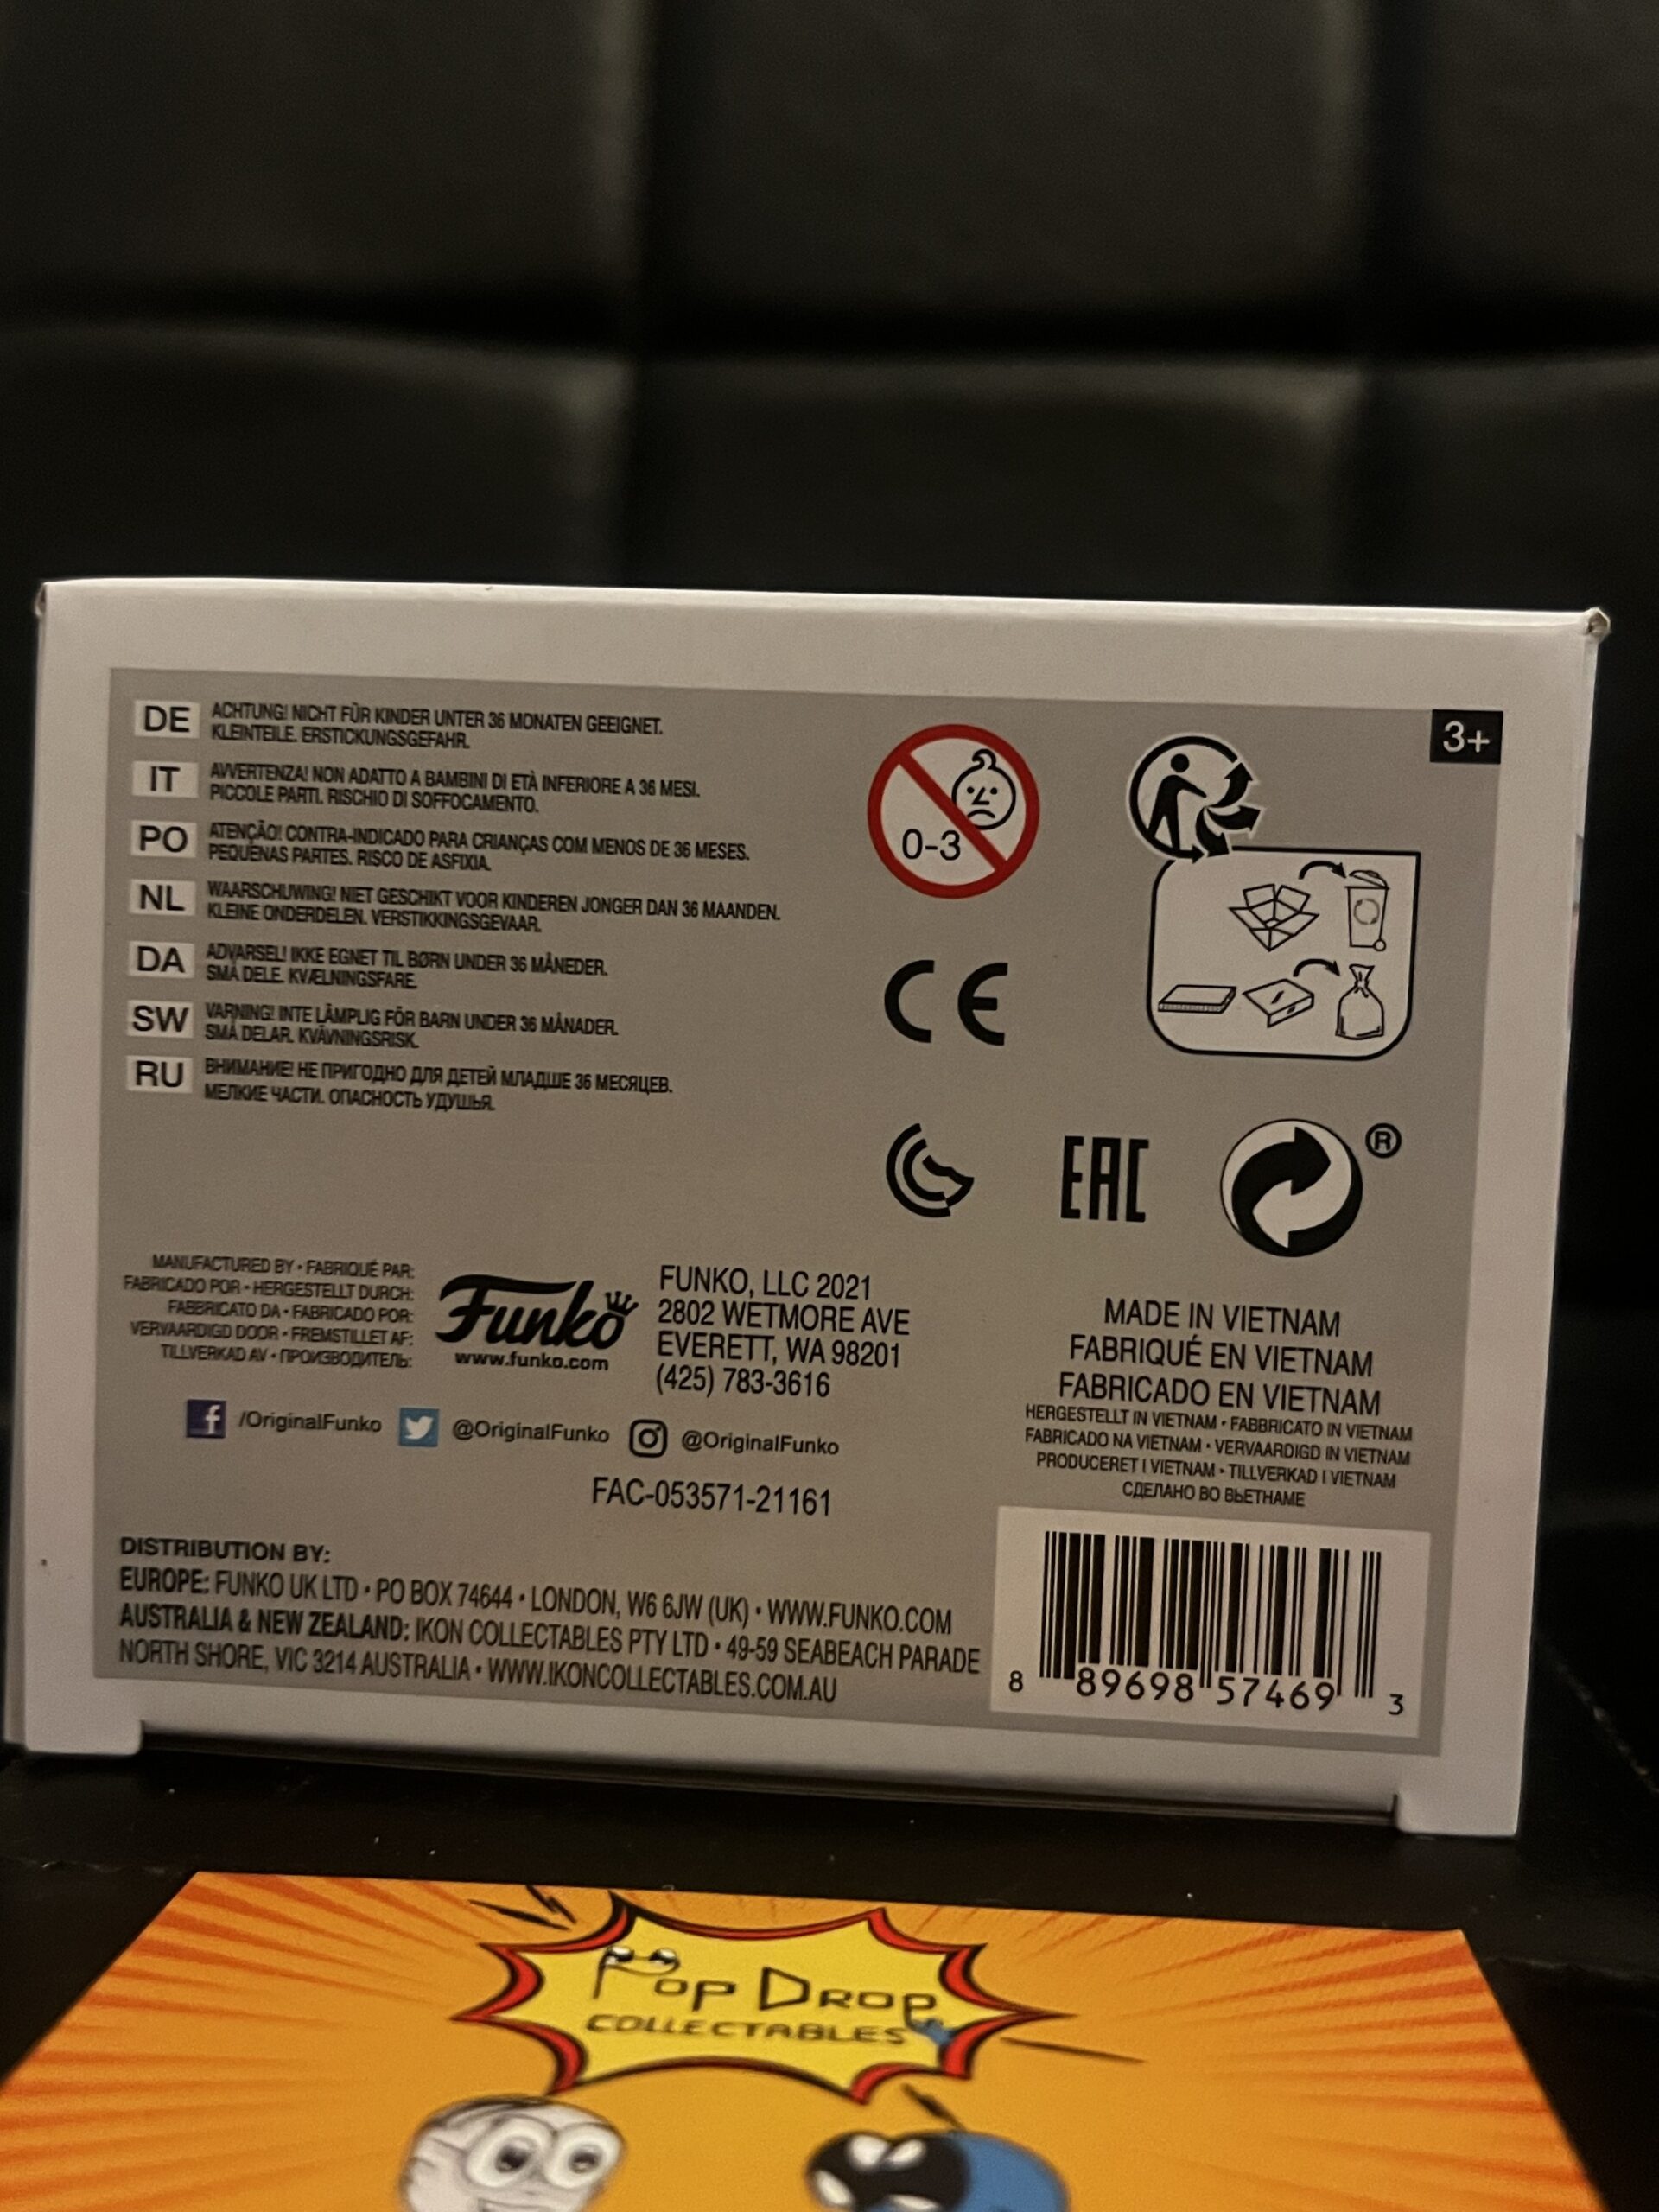 DE
ACHTUNG! NICHT FÜR KINDER UNTER 36 MONATEN GEEIGNET.
KLEINTEILE. ERSTICKUNGSGEFAHR.
IT
AVVERTENZA! NON ADATTO A BAMBINI DI ETÀ INFERIORE A 36 MESI.
PICCOLE PARTI. RISCHIO DI SOFFOCAMENTO.
PO
ATENÇÃO! CONTRA-INDICADO PARA CRIANÇAS COM MENOS DE 36 MESES.
PEQUENAS PARTES. RISCO DE ASFIXIA.
NL
WAARSCHUWING! NIET GESCHIKT VOOR KINDEREN JONGER DAN 36 MAANDEN.
KLEINE ONDERDELEN. VERSTIKKINGSGEVAAR.
DA
ADVARSEL! IKKE EGNET TIL BØRN UNDER 36 MÅNEDER.
SMÅ DELE. KVÆLNINGSFARE.
SW
VARNING! INTE LÄMPLIG FÖR BARN UNDER 36 MÅNADER.
SMÅ DELAR. KVÄVNINGSRISK.
RU
ВНИМАНИЕ! НЕ ПРИГОДНО ДЛЯ ДЕТЕЙ МЛАДШЕ 36 МЕСЯЦЕВ.
МЕЛКИЕ ЧАСТИ. ОПАСНОСТЬ УДУШЬЯ.
0-3
3+
CE
EAC
®
MANUFACTURED BY • FABRIQUÉ PAR:
FABRICADO POR • HERGESTELLT DURCH:
FABBRICATO DA • FABRICADO POR:
VERVAARDIGD DOOR • FREMSTILLET AF:
TILLVERKAD AV • ПРОИЗВОДИТЕЛЬ:
Funko
www.funko.com
FUNKO, LLC 2021
2802 WETMORE AVE
EVERETT, WA 98201
(425) 783-3616
/OriginalFunko @OriginalFunko @OriginalFunko
FAC-053571-21161
MADE IN VIETNAM
FABRIQUÉ EN VIETNAM
FABRICADO EN VIETNAM
HERGESTELLT IN VIETNAM • FABBRICATO IN VIETNAM
FABRICADO NA VIETNAM • VERVAARDIGD IN VIETNAM
PRODUCERET I VIETNAM • TILLVERKAD I VIETNAM
СДЕЛАНО ВО ВЬЕТНАМЕ
DISTRIBUTION BY:
EUROPE: FUNKO UK LTD • PO BOX 74644 • LONDON, W6 6JW (UK) • WWW.FUNKO.COM
AUSTRALIA & NEW ZEALAND: IKON COLLECTABLES PTY LTD • 49-59 SEABEACH PARADE
NORTH SHORE, VIC 3214 AUSTRALIA • WWW.IKONCOLLECTABLES.COM.AU
8 89698 57469 3
POP DROP
COLLECTABLES